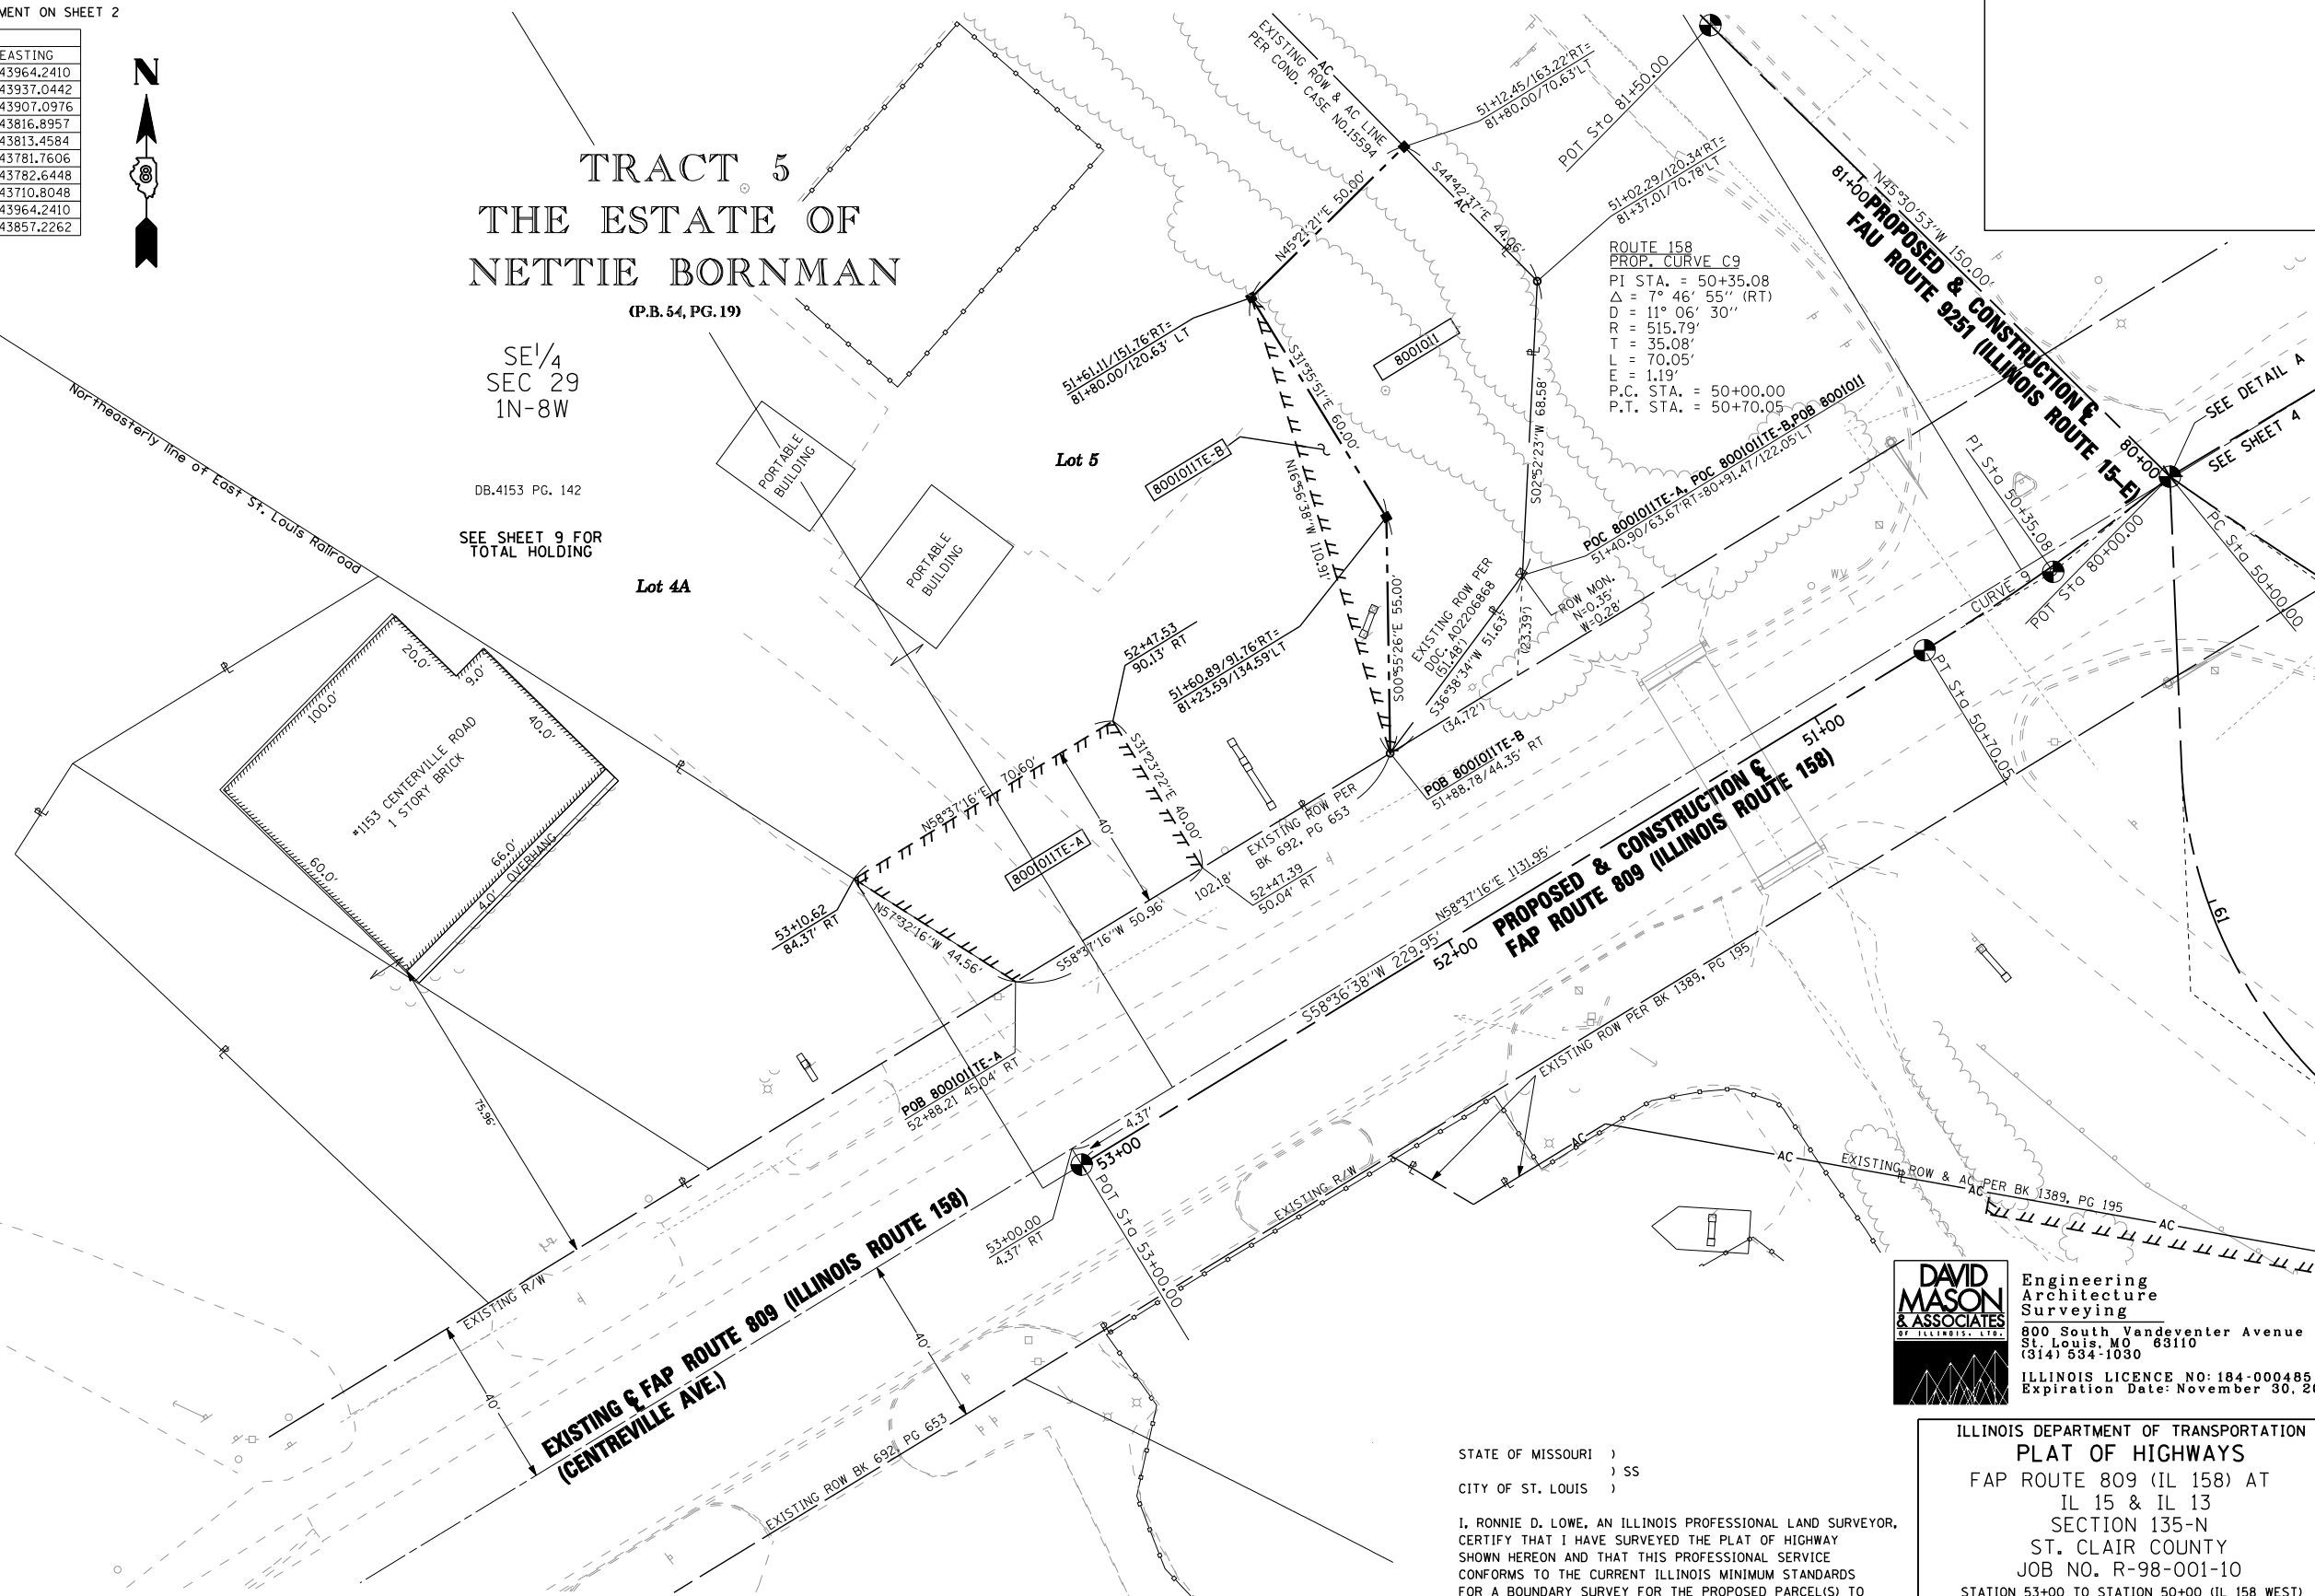 MENT ON SHEET 2
EASTING
43964.2410
43937.0442
43907.0976
43816.8957
43813.4584
43781.7606
43782.6448
43710.8048
43964.2410
43857.2262
N
8
TRACT 5
THE ESTATE OF
NETTIE BORNMAN
(P.B. 54, PG. 19)
SE 1/4
SEC 29
1N-8W
DB.4153 PG. 142
SEE SHEET 9 FOR
TOTAL HOLDING
Lot 4A
Lot 5
Northeasterly line of East St. Louis Railroad
PORTABLE
BUILDING
PORTABLE
BUILDING
EXISTING ROW & AC LINE
PER COND. CASE NO.15594
AC
51+12.45/163.22'RT=
81+80.00/70.63'LT
POT Sta 81+50.00
51+02.29/120.34'RT=
81+37.01/70.78'LT
N45°21'21"E 50.00'
S44°42'37"E 44.06'
AC
ROUTE 158
PROP. CURVE C9
PI STA. = 50+35.08
Δ = 7° 46' 55'' (RT)
D = 11° 06' 30''
R = 515.79'
T = 35.08'
L = 70.05'
E = 1.19'
P.C. STA. = 50+00.00
P.T. STA. = 50+70.05
81+00
N45°30'53"W 150.00'
PROPOSED & CONSTRUCTION ℄
FAU ROUTE 9251 (ILLINOIS ROUTE 15-E)
80+00
SEE DETAIL A
SEE SHEET 4
51+61.11/151.76'RT=
81+80.00/120.63' LT
8001011
8001011TE-B
S31°35'51"E 60.00'
N16°56'38"W 110.91'
S02°52'23"W 68.58'
POC 8001011TE-A, POC 8001011TE-B,POB 8001011
51+40.90/63.67'RT=80+91.47/122.05'LT
PI Sta 50+35.08
POT Sta 80+00.00
PC Sta 50+00.00
CURVE 9
WV
ROW MON.
N=0.35'
W=0.28'
(23.39')
EXISTING ROW PER
DOC. A02206868
(51.48')
S36°38'34"W 51.63'
(34.72')
S00°55'26"E 55.00'
52+47.53
90.13' RT
51+60.89/91.76'RT=
81+23.59/134.59'LT
POB 8001011TE-B
51+88.78/44.35' RT
PT Sta 50+70.05
51+00
20.0'
9.0'
100.0'
40.0'
#1153 CENTERVILLE ROAD
1 STORY BRICK
60.0'
66.0'
4.0' OVERHANG
75.96'
N58°37'16"E 70.60'
S31°23'22"E 40.00'
40'
8001011TE-A
EXISTING ROW PER
BK 692, PG 653
102.18'
52+47.39
50.04' RT
53+10.62
84.37' RT
N57°32'16"W 44.56'
S58°37'16"W 50.96'
N58°37'16"E 1131.95'
S58°36'38"W 229.95'
52+00
PROPOSED & CONSTRUCTION ℄
FAP ROUTE 809 (ILLINOIS ROUTE 158)
EXISTING ROW PER BK 1389, PG 195
L61
POB 8001011TE-A
52+88.21 45.04' RT
4.37'
53+00
POT Sta 53+00.00
53+00.00
4.37' RT
EXISTING R/W
AC
AC
EXISTING ROW & AC PER BK 1389, PG 195
AC
AC
EXISTING R/W
40'
40'
EXISTING ℄ FAP ROUTE 809 (ILLINOIS ROUTE 158)
(CENTREVILLE AVE.)
EXISTING ROW BK 692, PG 653
DAVID
MASON
& ASSOCIATES
OF ILLINOIS, LTD.
Engineering
Architecture
Surveying
800 South Vandeventer Avenue
St. Louis, MO 63110
(314) 534-1030
ILLINOIS LICENCE NO: 184-000485
Expiration Date: November 30, 20
STATE OF MISSOURI )
) SS
CITY OF ST. LOUIS )
I, RONNIE D. LOWE, AN ILLINOIS PROFESSIONAL LAND SURVEYOR,
CERTIFY THAT I HAVE SURVEYED THE PLAT OF HIGHWAY
SHOWN HEREON AND THAT THIS PROFESSIONAL SERVICE
CONFORMS TO THE CURRENT ILLINOIS MINIMUM STANDARDS
FOR A BOUNDARY SURVEY FOR THE PROPOSED PARCEL(S) TO
ILLINOIS DEPARTMENT OF TRANSPORTATION
PLAT OF HIGHWAYS
FAP ROUTE 809 (IL 158) AT
IL 15 & IL 13
SECTION 135-N
ST. CLAIR COUNTY
JOB NO. R-98-001-10
STATION 53+00 TO STATION 50+00 (IL 158 WEST)